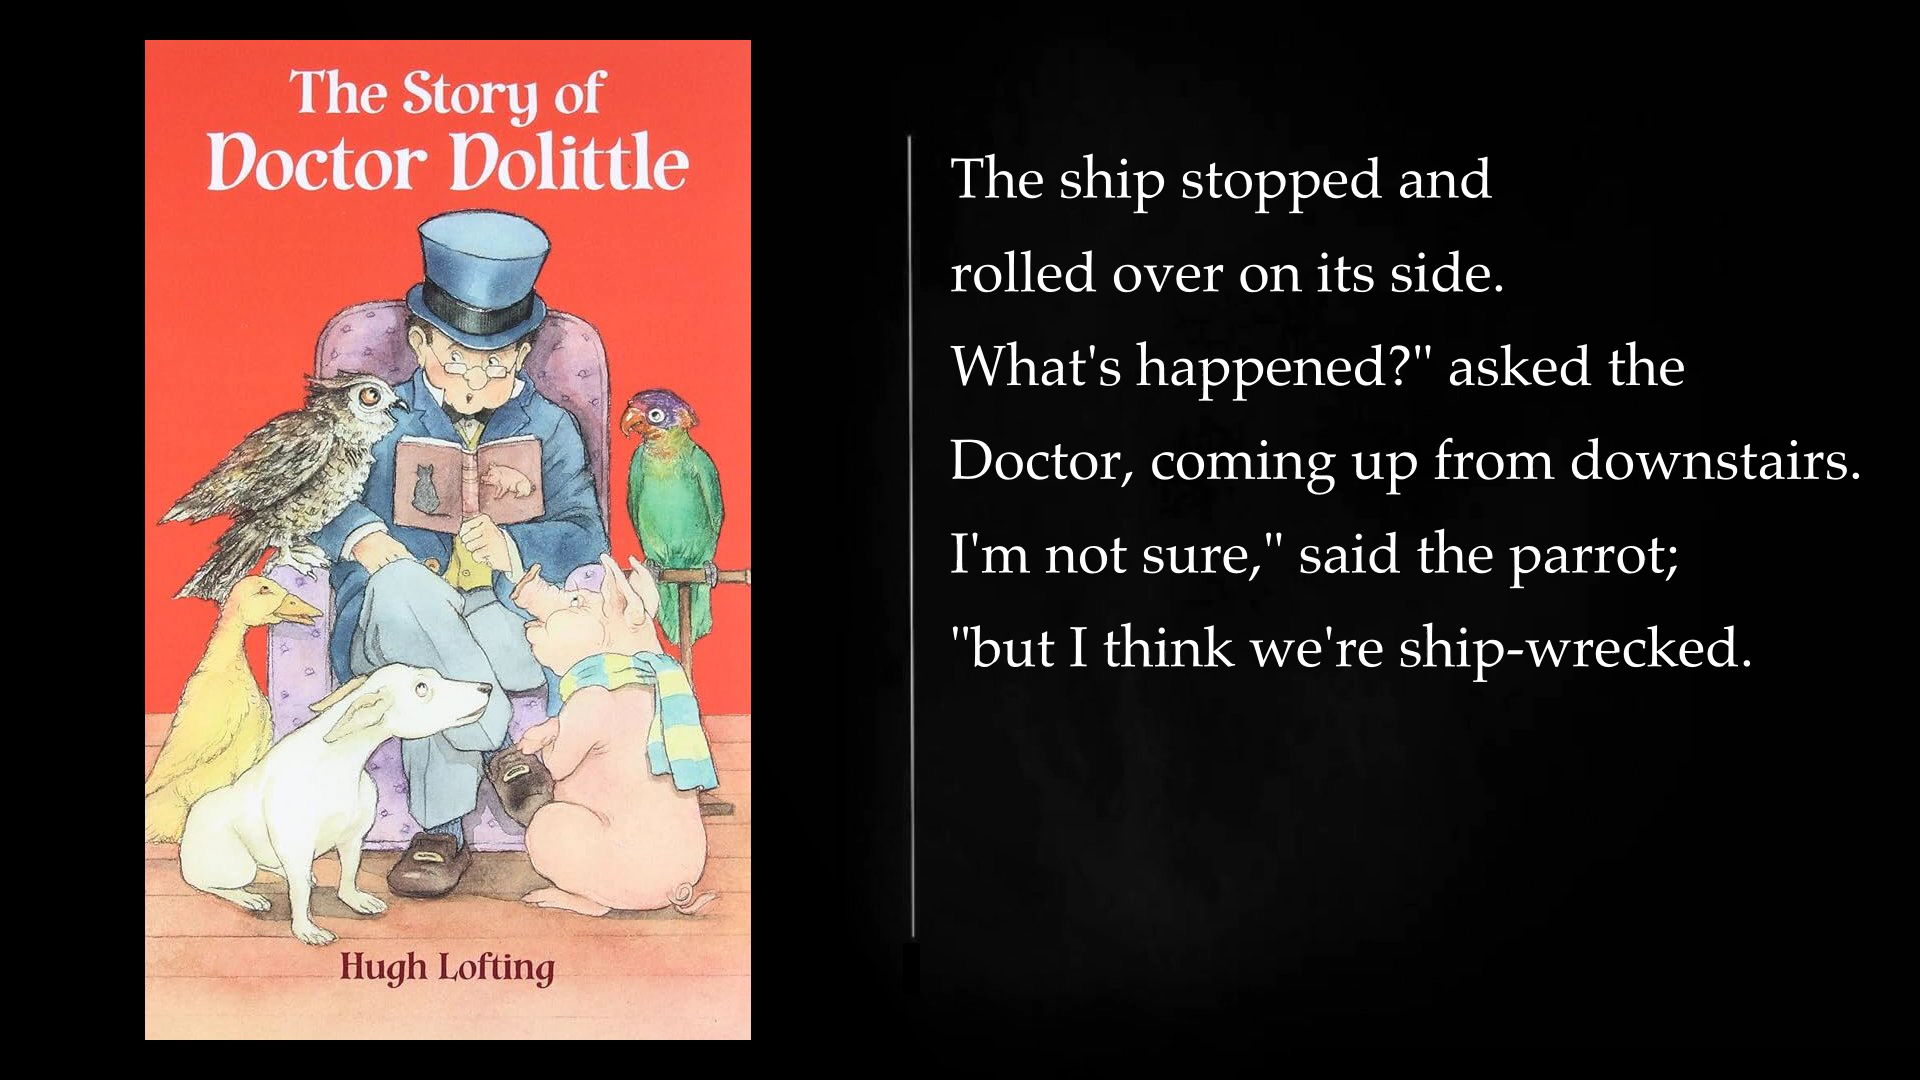 The Story of
Doctor Dolittle
Hugh Lofting
The ship stopped and
rolled over on its side.
What's happened?" asked the
Doctor, coming up from downstairs.
I'm not sure," said the parrot;
"but I think we're ship-wrecked.